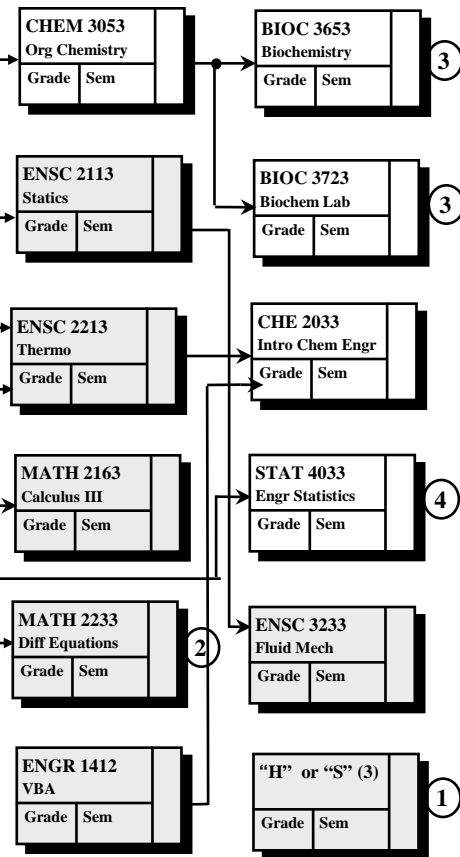 CHEM 3053
Org Chemistry
Grade Sem
BIOC 3653
Biochemistry
Grade Sem
3
ENSC 2113
Statics
Grade Sem
BIOC 3723
Biochem Lab
Grade Sem
3
ENSC 2213
Thermo
Grade Sem
CHE 2033
Intro Chem Engr
Grade Sem
MATH 2163
Calculus III
Grade Sem
STAT 4033
Engr Statistics
Grade Sem
4
MATH 2233
Diff Equations
Grade Sem
2
ENSC 3233
Fluid Mech
Grade Sem
ENGR 1412
VBA
Grade Sem
“H” or “S” (3)
Grade Sem
1